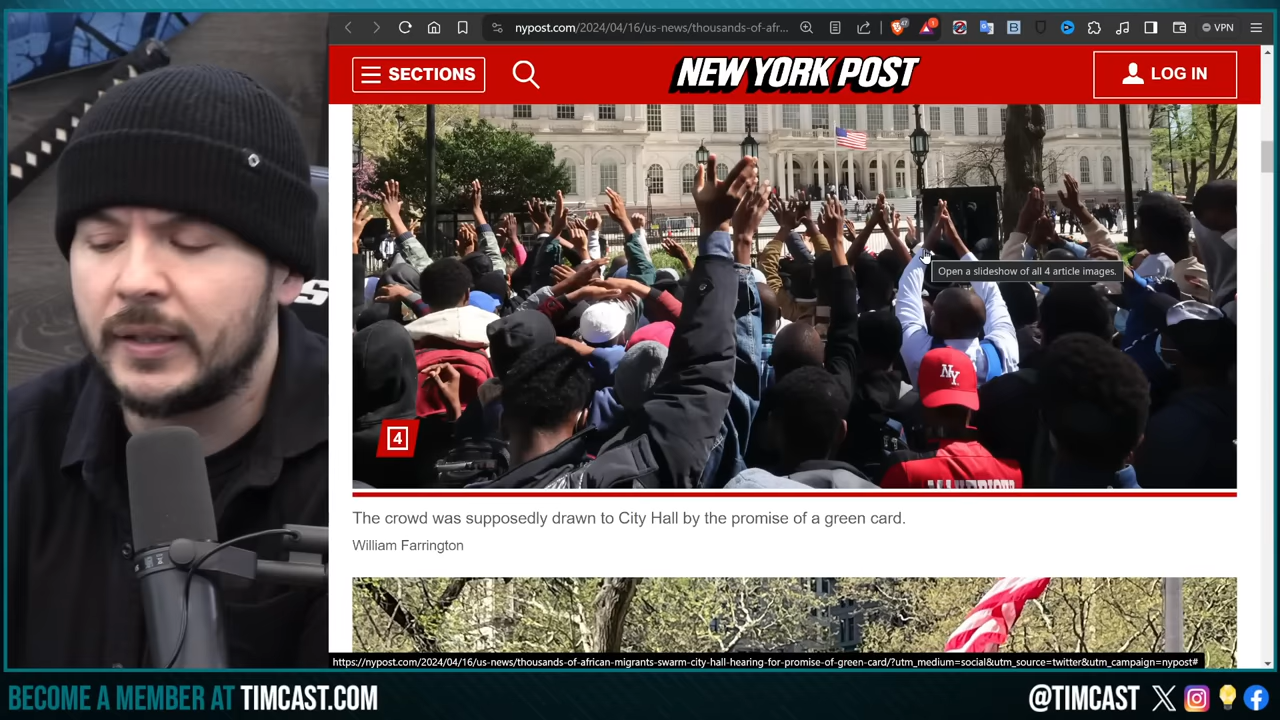 nypost.com/2024/04/16/us-news/thousands-of-afr...
VPN
SECTIONS
NEW YORK POST
LOG IN
Open a slideshow of all 4 article images.
NY
4
The crowd was supposedly drawn to City Hall by the promise of a green card.
William Farrington
https://nypost.com/2024/04/16/us-news/thousands-of-african-migrants-swarm-city-hall-hearing-for-promise-of-green-card/?utm_medium=social&utm_source=twitter&utm_campaign=nypost#
BECOME A MEMBER AT TIMCAST.COM
@TIMCAST